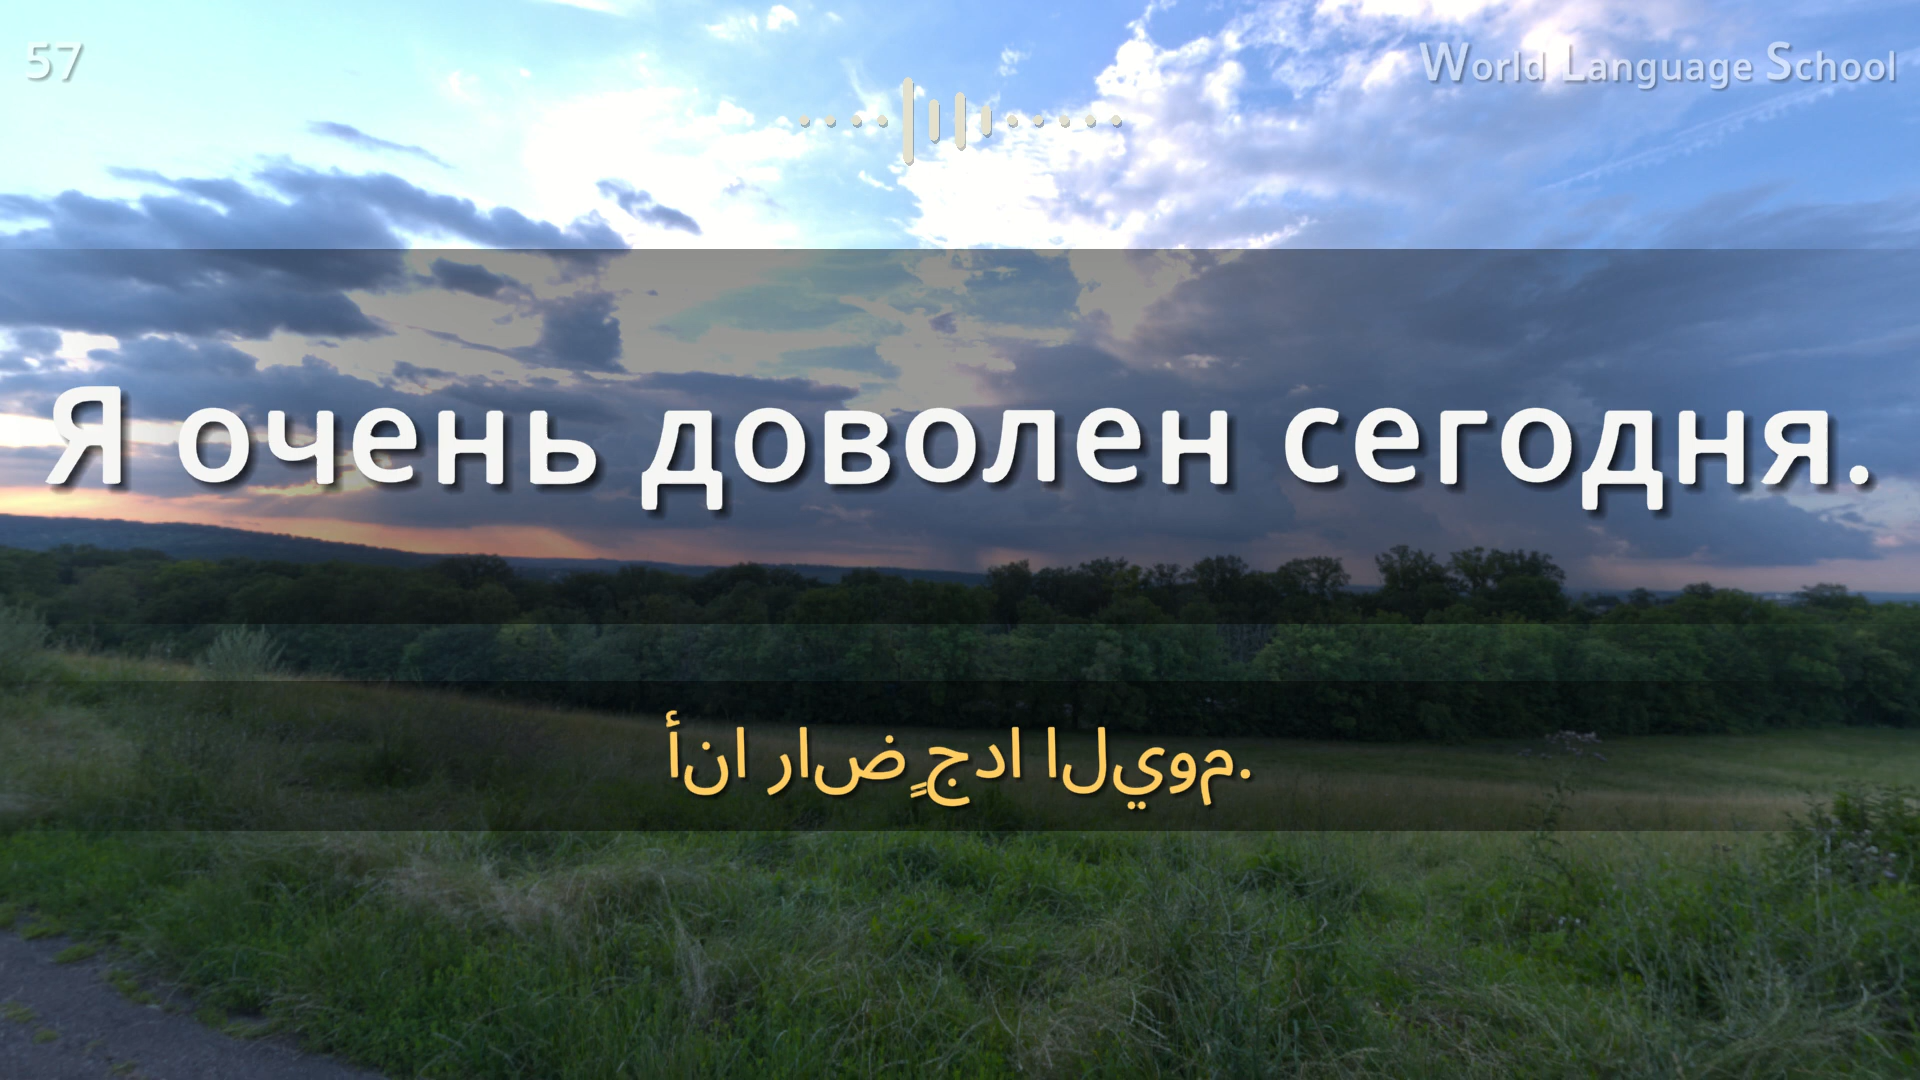 57
World Language School
Я очень доволен сегодня.
أنا راضٍ جدا اليوم.